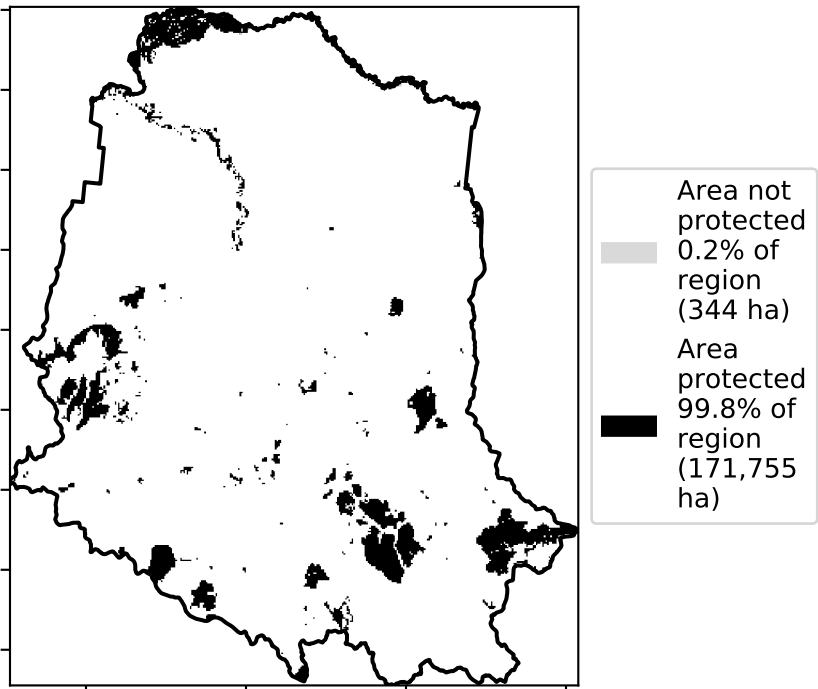 Area not
protected
0.2% of
region
(344 ha)
Area
protected
99.8% of
region
(171,755
ha)